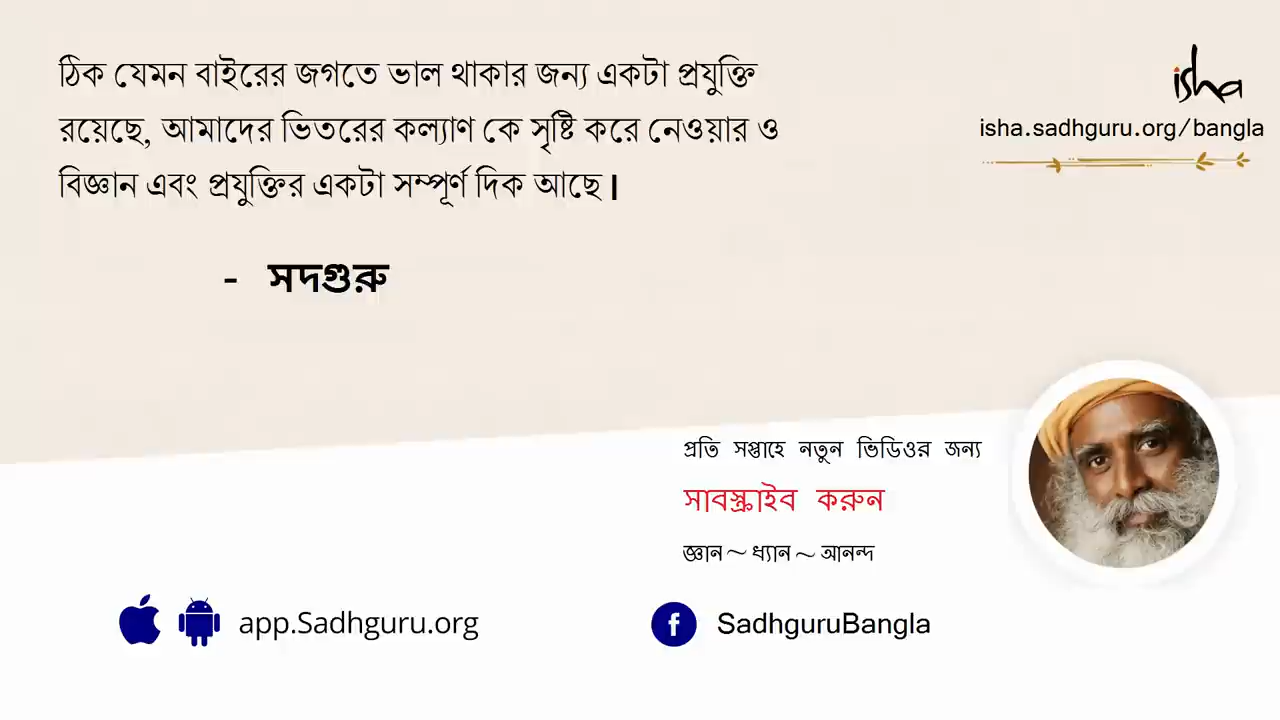 ঠিক যেমন বাইরের জগতে ভাল থাকার জন্য একটা প্রযুক্তি
রয়েছে, আমাদের ভিতরের কল্যাণ কে সৃষ্টি করে নেওয়ার ও
বিজ্ঞান এবং প্রযুক্তির একটা সম্পূর্ণ দিক আছে।
- সদগুরু
isha
isha.sadhguru.org/bangla
প্রতি সপ্তাহে নতুন ভিডিওর জন্য
সাবস্ক্রাইব করুন
জ্ঞান ~ ধ্যান ~ আনন্দ
app.Sadhguru.org
f SadhguruBangla